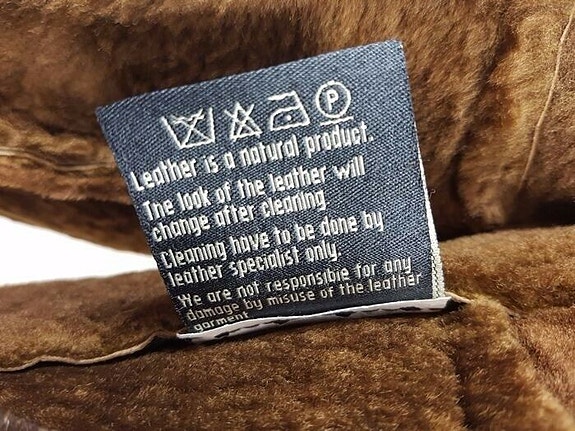 P
Leather is a natural product.
The look of the leather will
change after cleaning
Cleaning have to be done by
leather specialist only.
We are not responsible for any
damage by misuse of the leather
garment